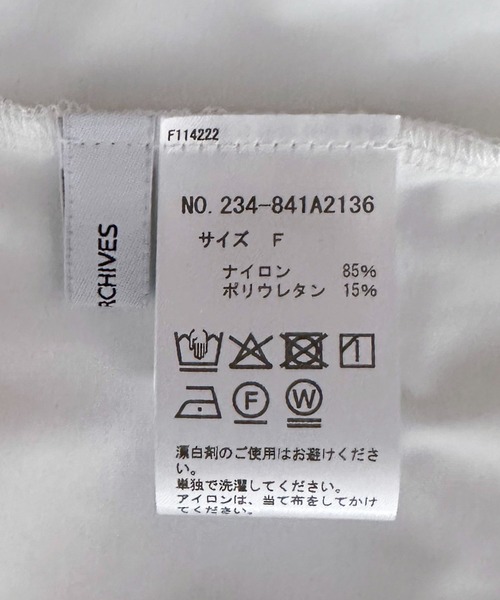 F114222
NO. 234-841A2136
サイズ F
ナイロン 85%
ポリウレタン 15%
F W
漂白剤のご使用はお避けくださ
い。
単独で洗濯してください。
アイロンは、当て布をしてかけ
てください。
RCHIVES